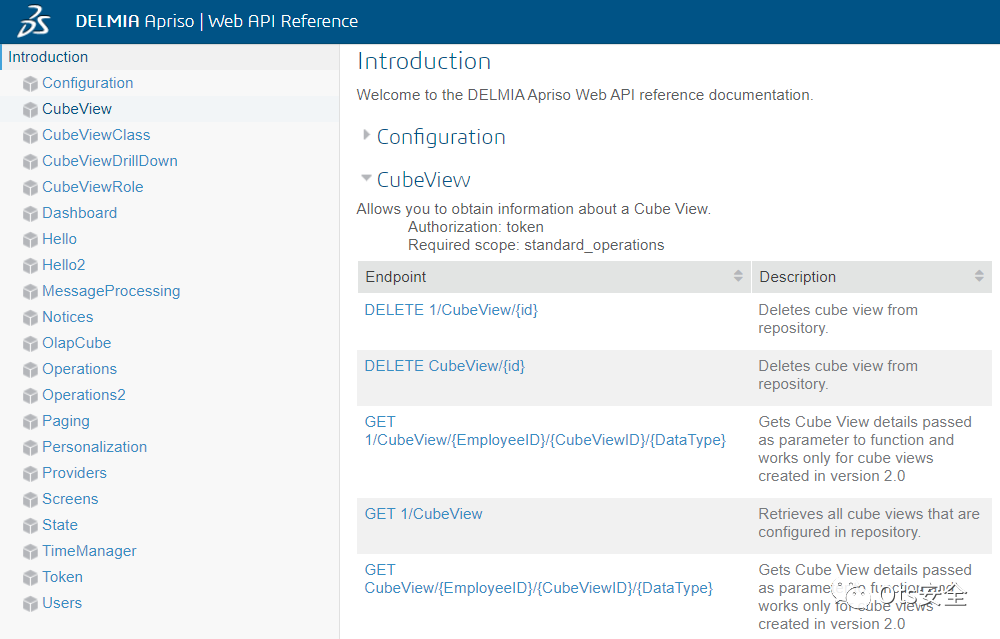 DELMIA Apriso | Web API Reference
Introduction
Configuration
CubeView
CubeViewClass
CubeViewDrillDown
CubeViewRole
Dashboard
Hello
Hello2
MessageProcessing
Notices
OlapCube
Operations
Operations2
Paging
Personalization
Providers
Screens
State
TimeManager
Token
Users
Introduction
Welcome to the DELMIA Apriso Web API reference documentation.
Configuration
CubeView
Allows you to obtain information about a Cube View.
Authorization: token
Required scope: standard_operations
Endpoint
Description
DELETE 1/CubeView/{id}
Deletes cube view from
repository.
DELETE CubeView/{id}
Deletes cube view from
repository.
GET
1/CubeView/{EmployeeID}/{CubeViewID}/{DataType}
Gets Cube View details passed
as parameter to function and
works only for cube views
created in version 2.0
GET 1/CubeView
Retrieves all cube views that are
configured in repository.
GET
CubeView/{EmployeeID}/{CubeViewID}/{DataType}
Gets Cube View details passed
as parameter to function and
works only for cube views
created in version 2.0
Ots安全